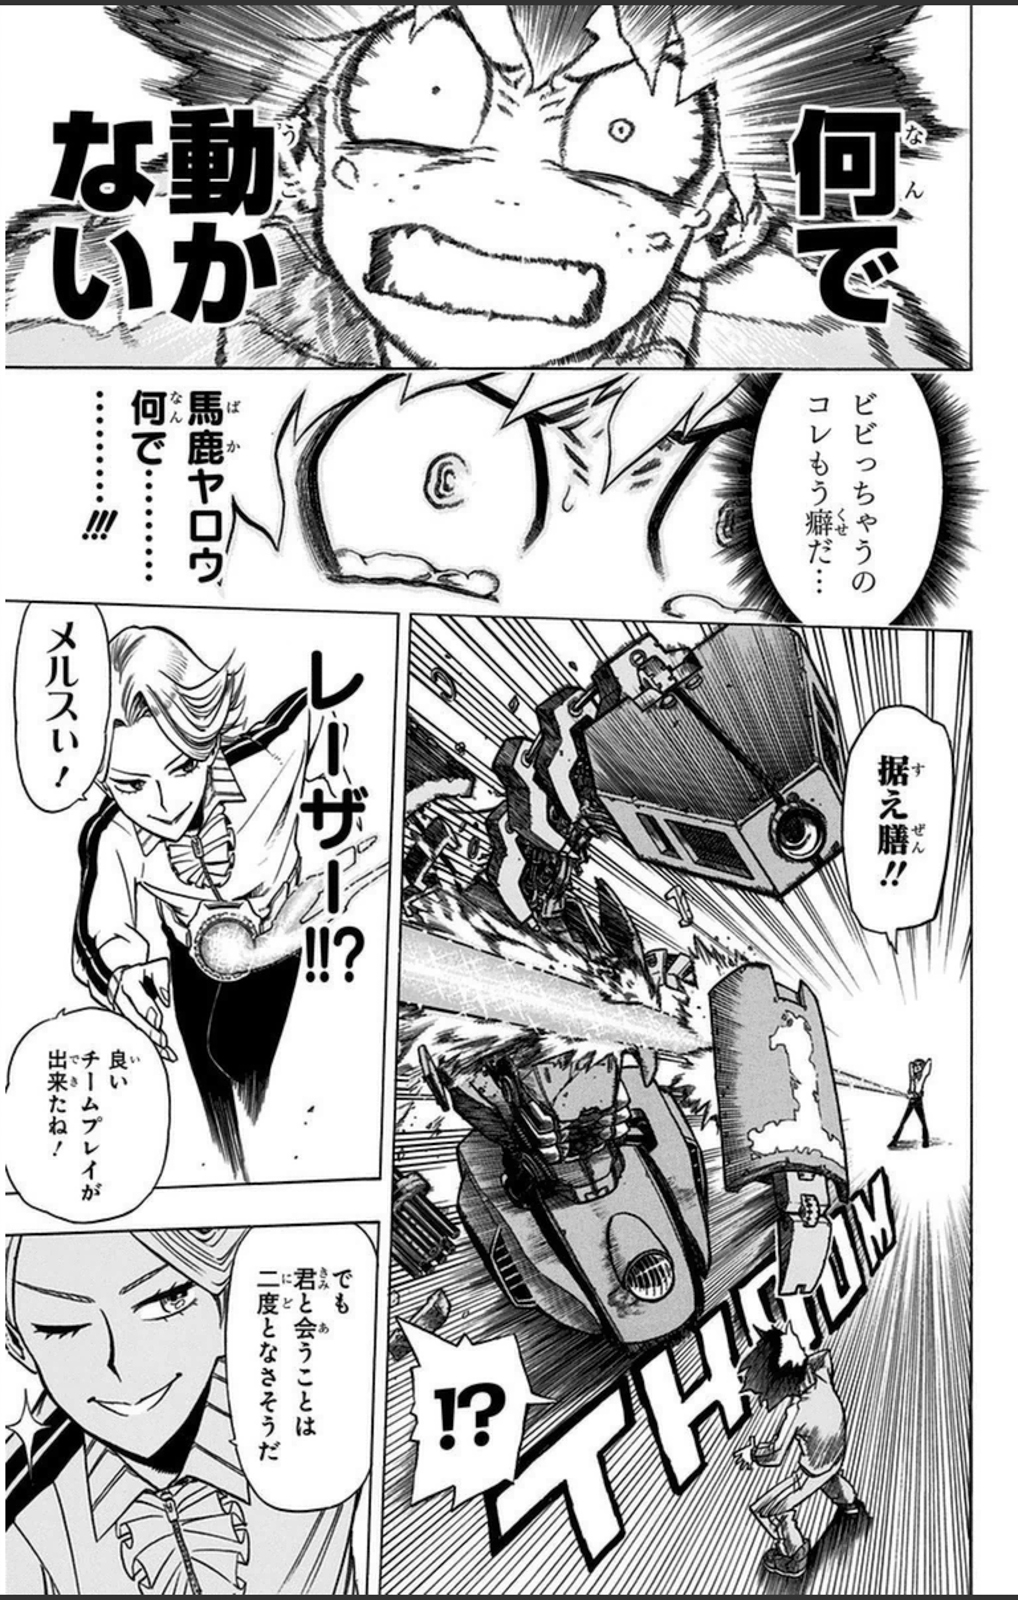 何で
動か
ない
ビビっちゃうの
コレもう癖だ…
馬鹿ヤロウ
何で………
…………!!!
据え膳!!
THOOM
!?
レーザー!!?
メルスィ!
良い
チームプレイが
出来たね!
でも
君と会うことは
二度となさそうだ